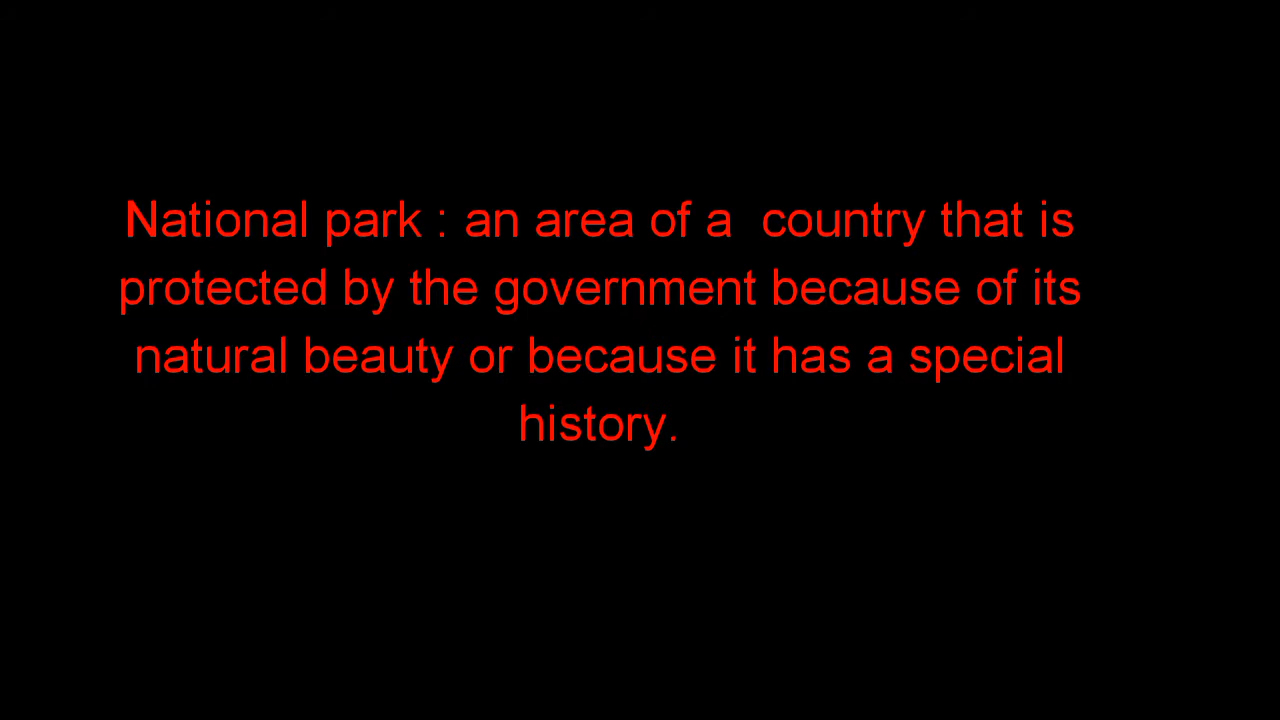 National park : an area of a  country that is
protected by the government because of its
natural beauty or because it has a special
history.